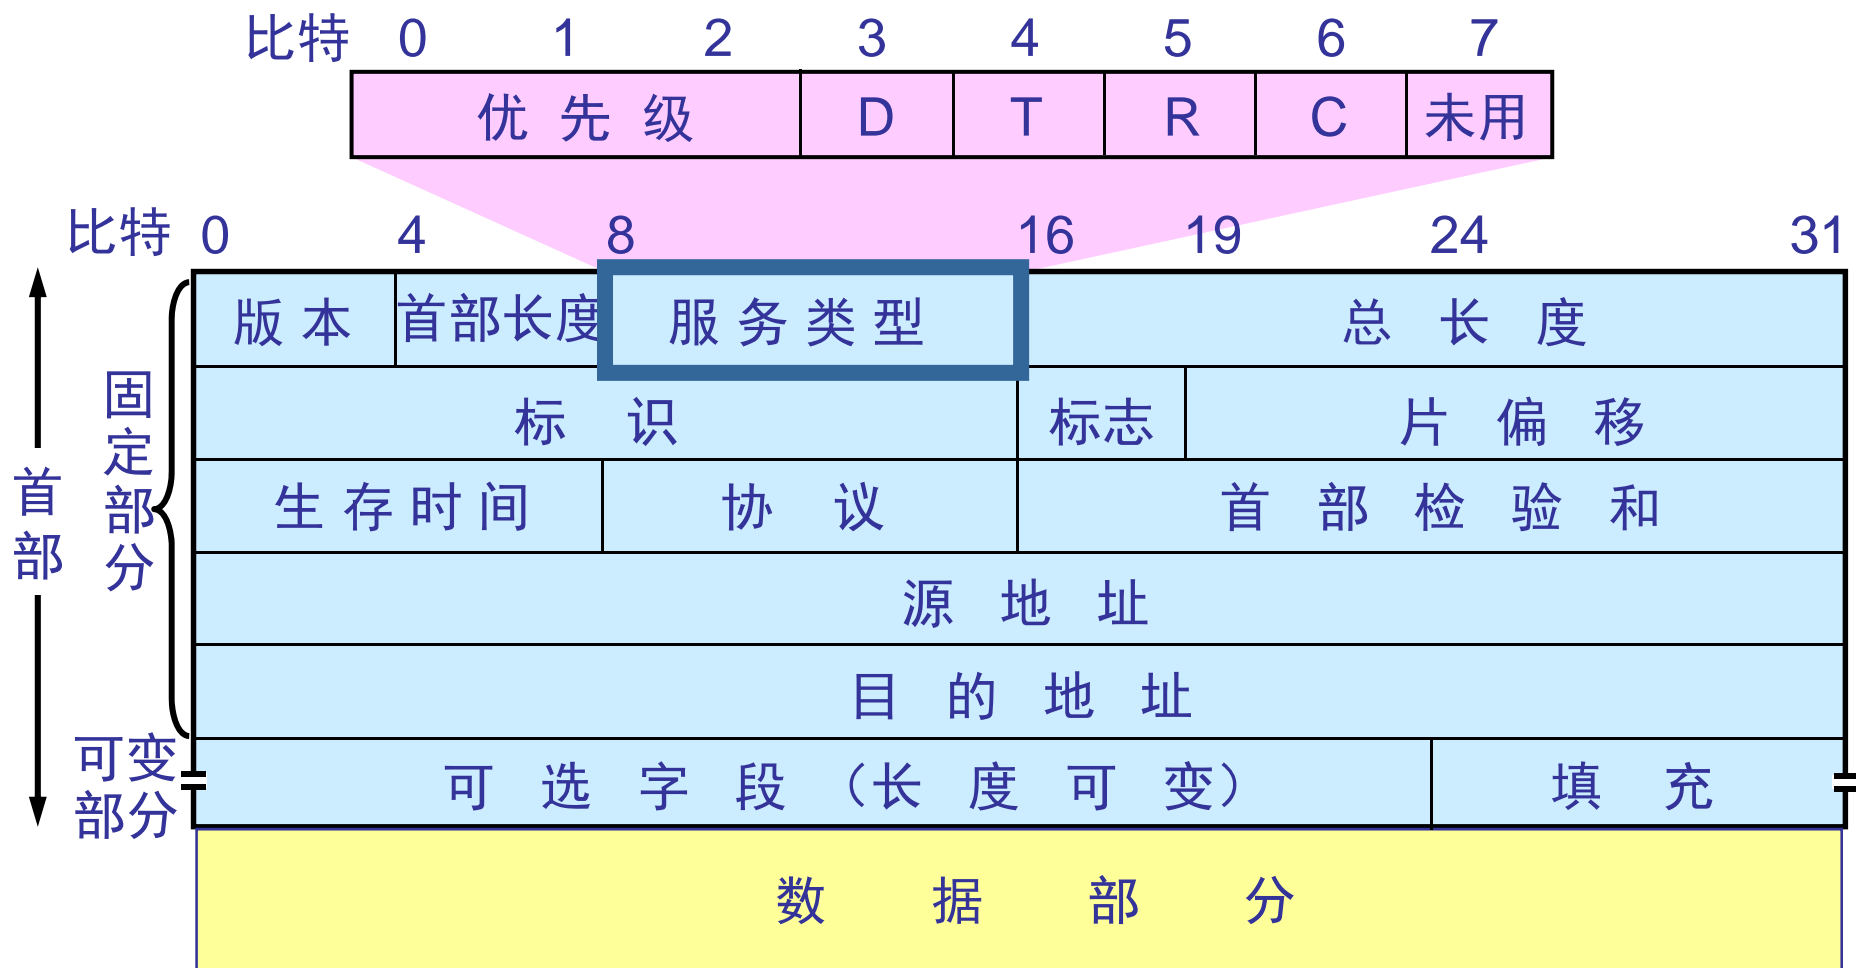 比特 0 1 2 3 4 5 6 7
优先级 D T R C 未用
比特 0 4 8 16 19 24 31
版本 首部长度 服务类型 总长度
标识 标志 片偏移
生存时间 协议 首部检验和
源地址
目的地址
可选字段（长度可变） 填充
数据部分
首部
固定部分
可变
部分